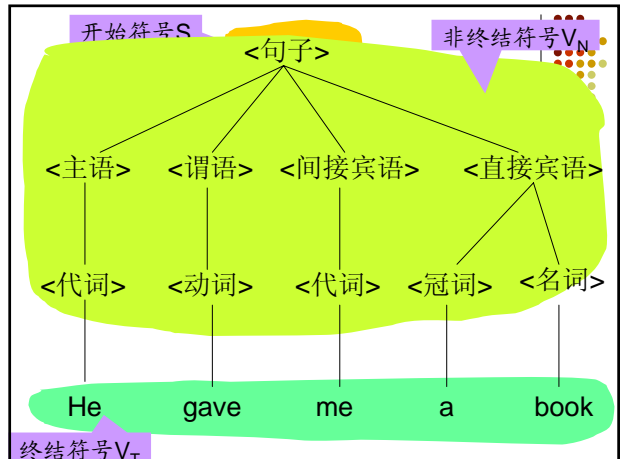 开始符号S
非终结符号VN
<句子>
<主语> <谓语> <间接宾语> <直接宾语>
<代词> <动词> <代词> <冠词> <名词>
He gave me a book
终结符号VT